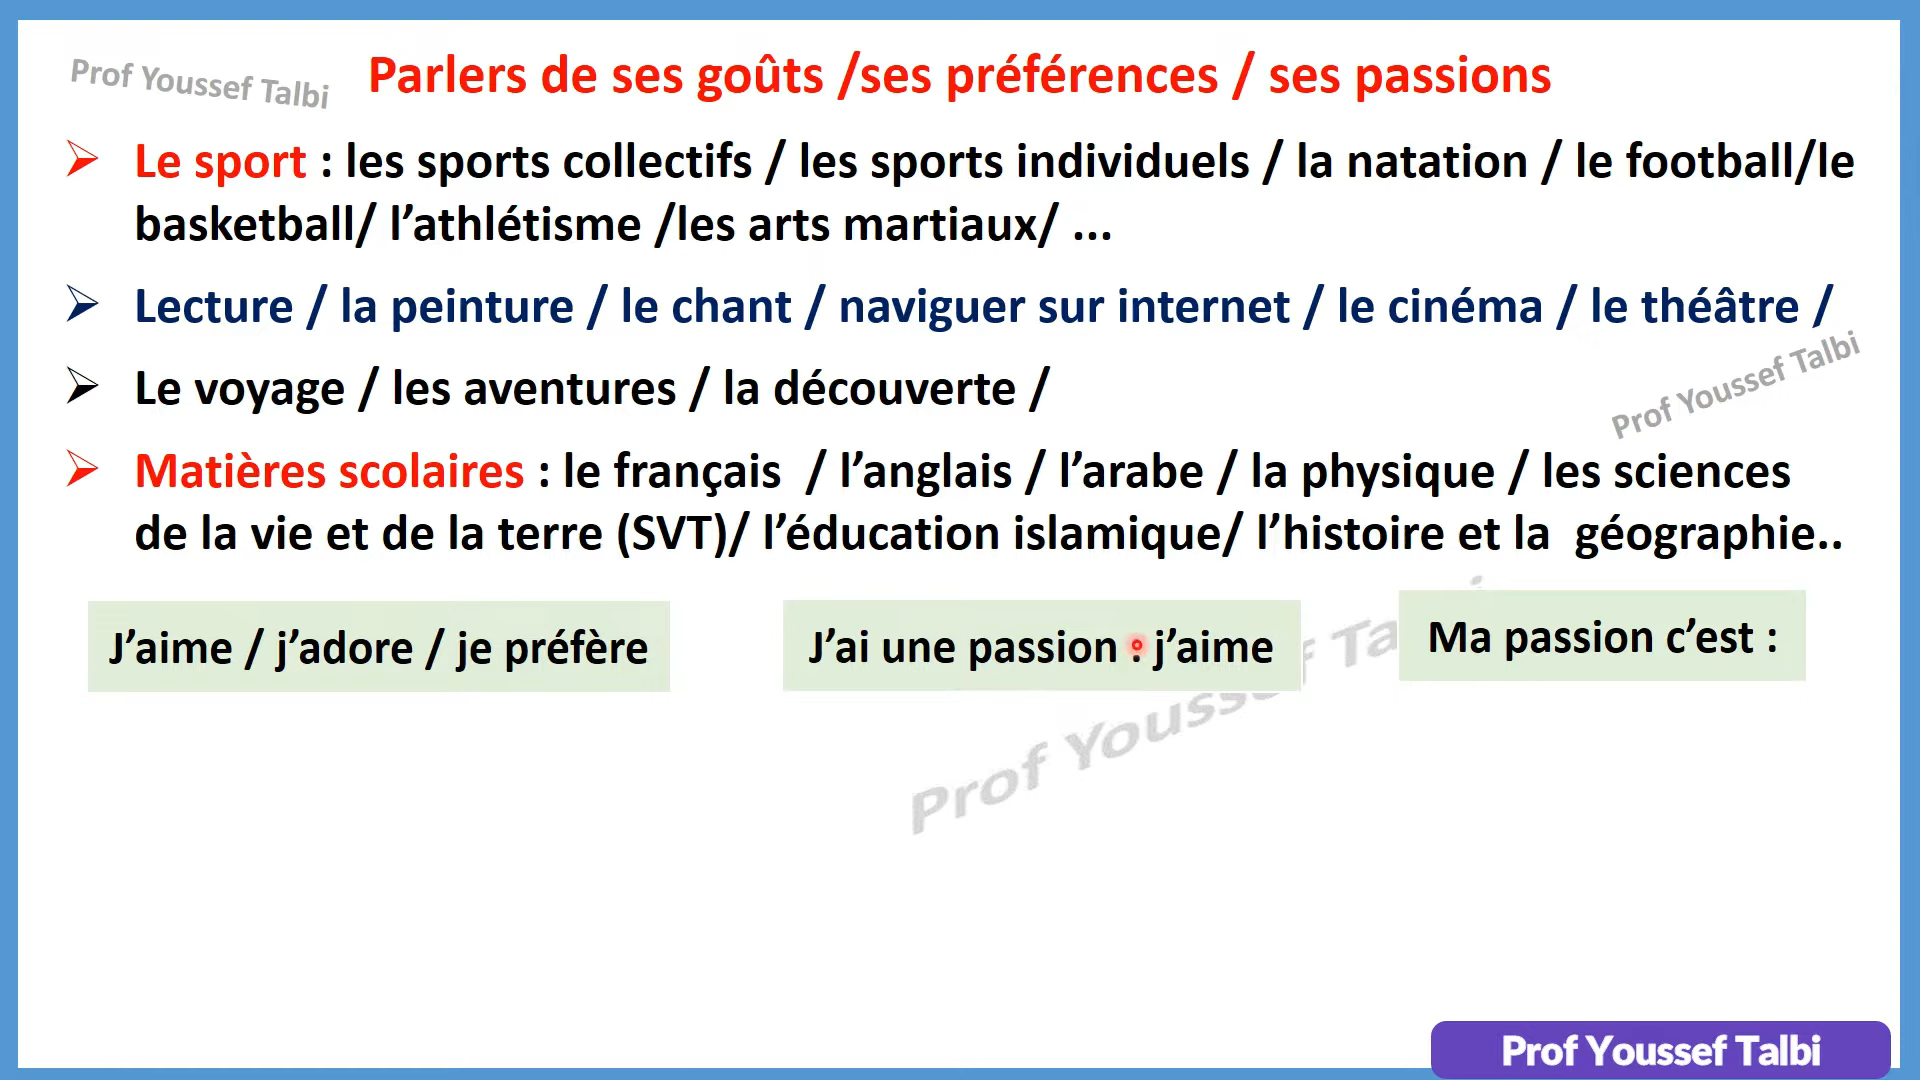 Prof Youssef Talbi
Parlers de ses goûts /ses préférences / ses passions
Le sport : les sports collectifs / les sports individuels / la natation / le football/le
basketball/ l’athlétisme /les arts martiaux/ ...
Lecture / la peinture / le chant / naviguer sur internet / le cinéma / le théâtre /
Le voyage / les aventures / la découverte /
Prof Youssef Talbi
Matières scolaires : le français / l’anglais / l’arabe / la physique / les sciences
de la vie et de la terre (SVT)/ l’éducation islamique/ l’histoire et la géographie..
J’aime / j’adore / je préfère
J’ai une passion : j’aime
Ma passion c’est :
Prof Youssef Ta
Prof Youssef Talbi